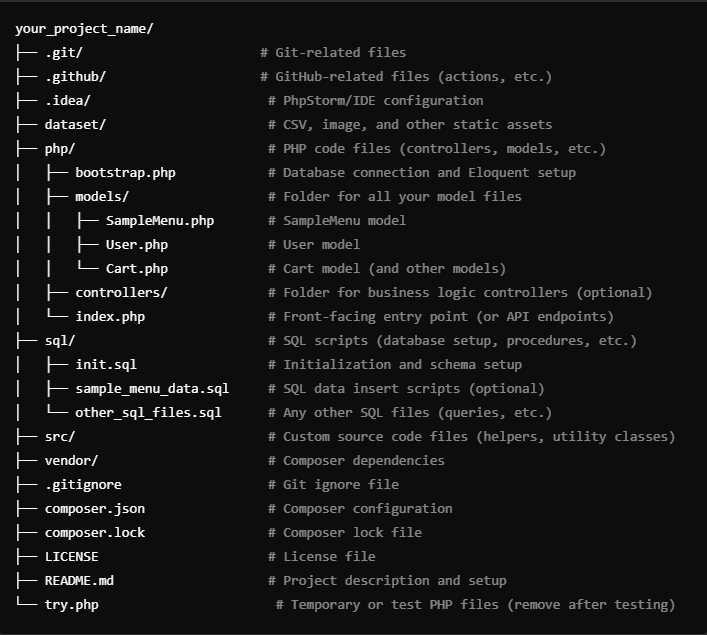 your_project_name/
├── .git/                       # Git-related files
├── .github/                    # GitHub-related files (actions, etc.)
├── .idea/                       # PhpStorm/IDE configuration
├── dataset/                     # CSV, image, and other static assets
├── php/                         # PHP code files (controllers, models, etc.)
│   ├── bootstrap.php            # Database connection and Eloquent setup
│   ├── models/                  # Folder for all your model files
│   │   ├── SampleMenu.php       # SampleMenu model
│   │   ├── User.php             # User model
│   │   └── Cart.php             # Cart model (and other models)
│   ├── controllers/             # Folder for business logic controllers (optional)
│   └── index.php                # Front-facing entry point (or API endpoints)
├── sql/                         # SQL scripts (database setup, procedures, etc.)
│   ├── init.sql                 # Initialization and schema setup
│   ├── sample_menu_data.sql     # SQL data insert scripts (optional)
│   └── other_sql_files.sql      # Any other SQL files (queries, etc.)
├── src/                         # Custom source code files (helpers, utility classes)
├── vendor/                      # Composer dependencies
├── .gitignore                   # Git ignore file
├── composer.json                # Composer configuration
├── composer.lock                # Composer lock file
├── LICENSE                      # License file
├── README.md                    # Project description and setup
└── try.php                       # Temporary or test PHP files (remove after testing)